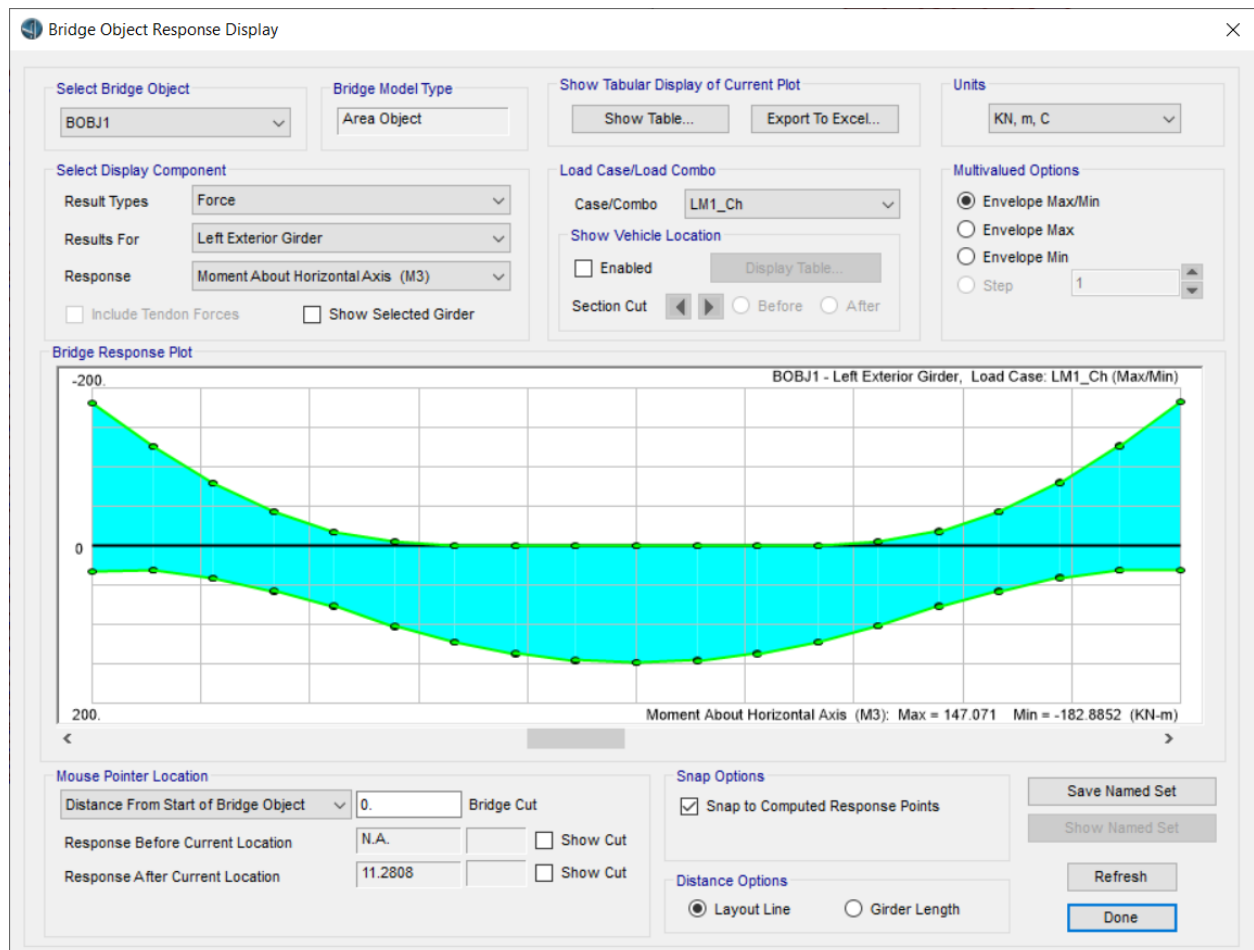 Bridge Object Response Display
Select Bridge Object
BOBJ1
Bridge Model Type
Area Object
Show Tabular Display of Current Plot
Show Table...
Export To Excel...
Units
KN, m, C
Select Display Component
Result Types
Force
Results For
Left Exterior Girder
Response
Moment About Horizontal Axis (M3)
Include Tendon Forces
Show Selected Girder
Load Case/Load Combo
Case/Combo
LM1_Ch
Show Vehicle Location
Enabled
Display Table...
Section Cut
Before
After
Multivalued Options
Envelope Max/Min
Envelope Max
Envelope Min
Step
1
Bridge Response Plot
-200.
BOBJ1 - Left Exterior Girder, Load Case: LM1_Ch (Max/Min)
0
200.
Moment About Horizontal Axis (M3): Max = 147.071 Min = -182.8852 (KN-m)
Mouse Pointer Location
Distance From Start of Bridge Object
0.
Bridge Cut
Response Before Current Location
N.A.
Show Cut
Response After Current Location
11.2808
Show Cut
Snap Options
Snap to Computed Response Points
Distance Options
Layout Line
Girder Length
Save Named Set
Show Named Set
Refresh
Done